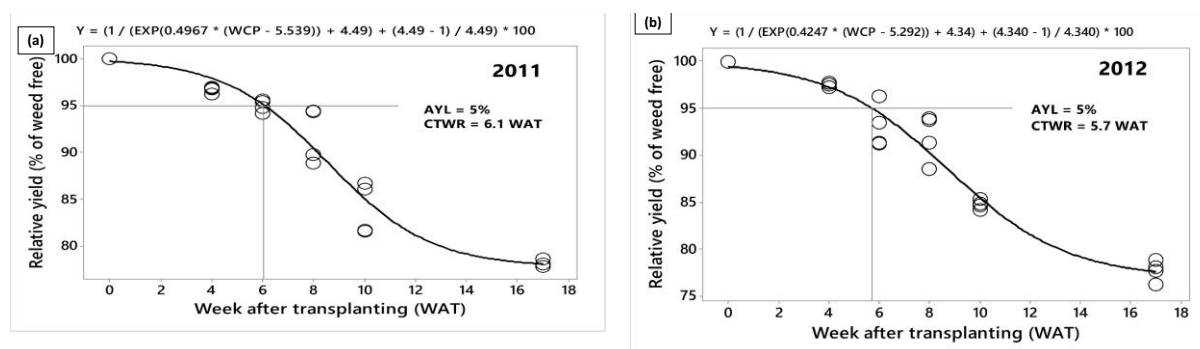 (a)
Y = (1 / (EXP(0.4967 * (WCP - 5.539)) + 4.49) + (4.49 - 1) / 4.49) * 100
2011
AYL = 5%
CTWR = 6.1 WAT
Relative yield (% of weed free)
100
95
90
85
80
0 2 4 6 8 10 12 14 16 18
Week after transplanting (WAT)
(b)
Y = (1 / (EXP(0.4247 * (WCP - 5.292)) + 4.34) + (4.340 - 1) / 4.340) * 100
2012
AYL = 5%
CTWR = 5.7 WAT
Relative yield (% of weed free)
100
95
90
85
80
75
0 2 4 6 8 10 12 14 16 18
Week after transplanting (WAT)